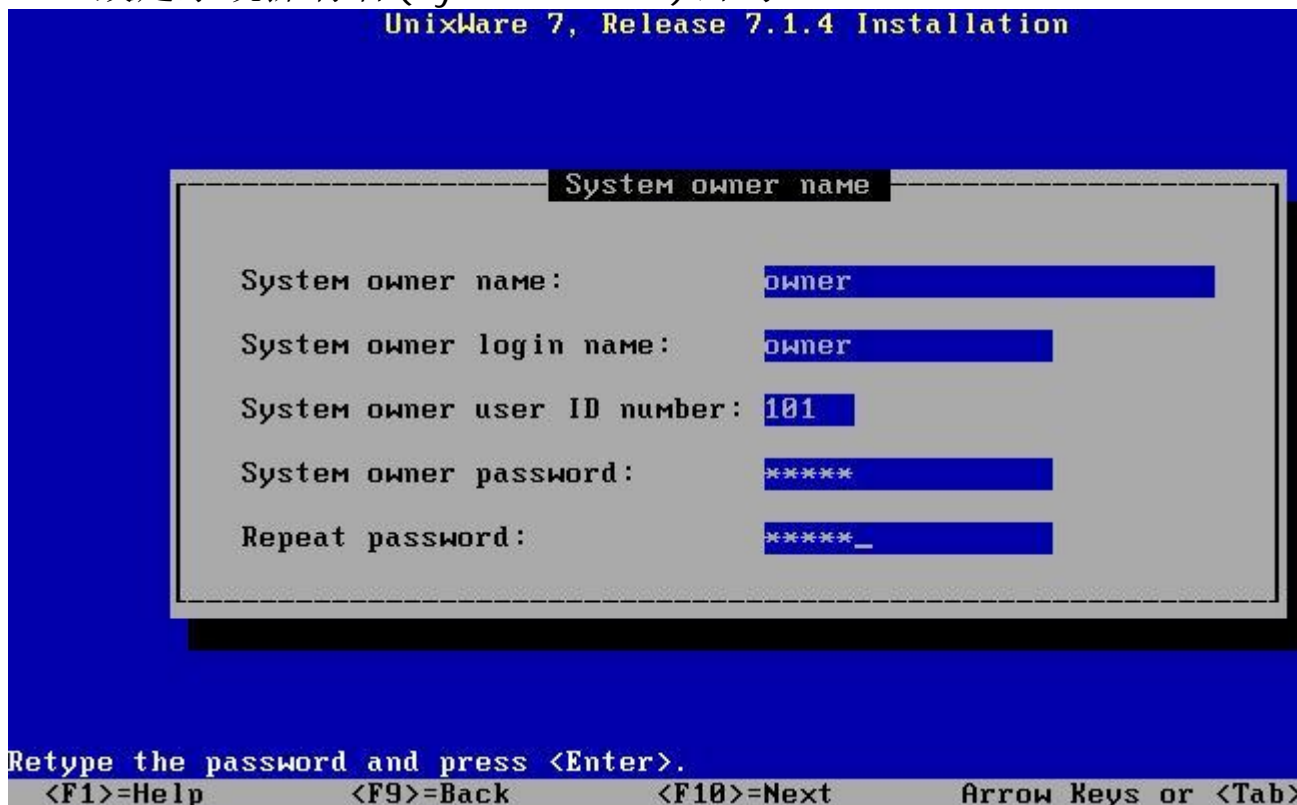 UnixWare 7, Release 7.1.4 Installation
System owner name
System owner name: owner
System owner login name: owner
System owner user ID number: 101
System owner password: *****
Repeat password: *****_
Retype the password and press <Enter>.
<F1>=Help <F9>=Back <F10>=Next Arrow Keys or <Tab>